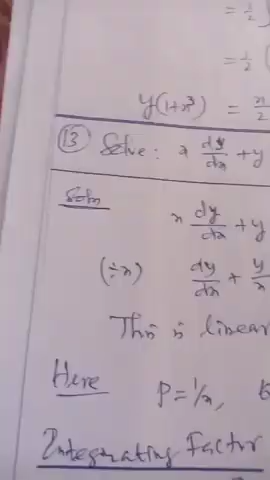 = 1/2
= 1/2 (
y(1+x³) = x/2
(13) Solve: x dy/dx + y
Soln
x dy/dx + y
(÷x) dy/dx + y/x
This is linear
Here
P = 1/x,
Integrating Factor